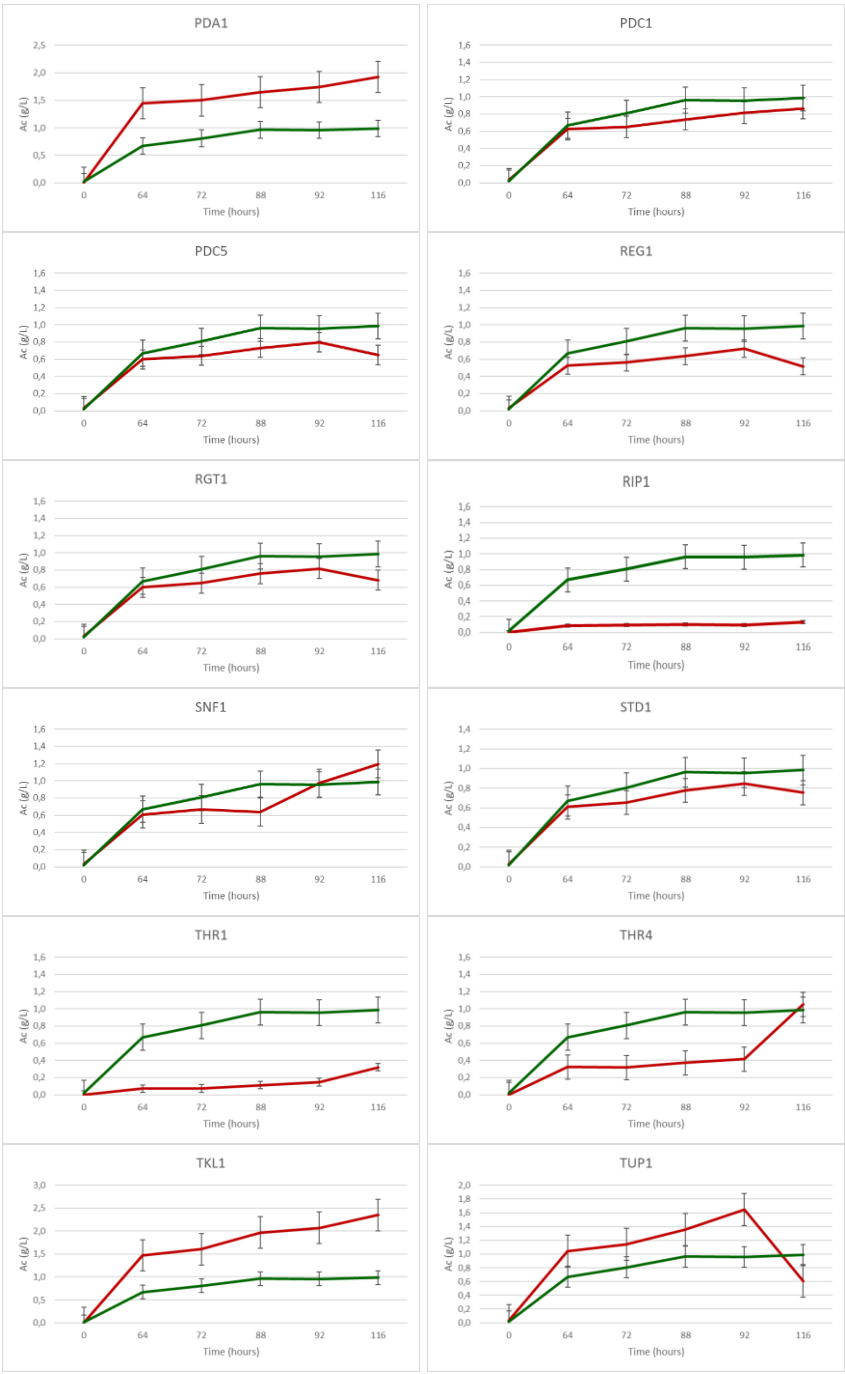 PDA1
2,5
2,0
1,5
1,0
0,5
0,0
Ac (g/L)
0 64 72 88 92 116
Time (hours)
PDC1
1,6
1,4
1,2
1,0
0,8
0,6
0,4
0,2
0,0
Ac (g/L)
0 64 72 88 92 116
Time (hours)
PDC5
1,6
1,4
1,2
1,0
0,8
0,6
0,4
0,2
0,0
Ac (g/L)
0 64 72 88 92 116
Time (hours)
REG1
1,6
1,4
1,2
1,0
0,8
0,6
0,4
0,2
0,0
Ac (g/L)
0 64 72 88 92 116
Time (hours)
RGT1
1,6
1,4
1,2
1,0
0,8
0,6
0,4
0,2
0,0
Ac (g/L)
0 64 72 88 92 116
Time (hours)
RIP1
1,6
1,4
1,2
1,0
0,8
0,6
0,4
0,2
0,0
Ac (g/L)
0 64 72 88 92 116
Time (hours)
SNF1
1,6
1,4
1,2
1,0
0,8
0,6
0,4
0,2
0,0
Ac (g/L)
0 64 72 88 92 116
Time (hours)
STD1
1,4
1,2
1,0
0,8
0,6
0,4
0,2
0,0
Ac (g/L)
0 64 72 88 92 116
Time (hours)
THR1
1,6
1,4
1,2
1,0
0,8
0,6
0,4
0,2
0,0
Ac (g/L)
0 64 72 88 92 116
Time (hours)
THR4
1,6
1,4
1,2
1,0
0,8
0,6
0,4
0,2
0,0
Ac (g/L)
0 64 72 88 92 116
Time (hours)
TKL1
3,0
2,5
2,0
1,5
1,0
0,5
0,0
Ac (g/L)
0 64 72 88 92 116
Time (hours)
TUP1
2,0
1,8
1,6
1,4
1,2
1,0
0,8
0,6
0,4
0,2
0,0
Ac (g/L)
0 64 72 88 92 116
Time (hours)